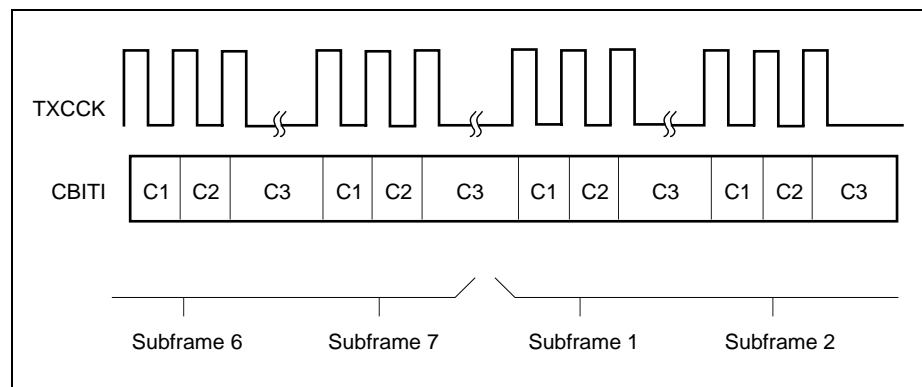 TXCCK
CBITI C1 C2 C3 C1 C2 C3 C1 C2 C3 C1 C2 C3
Subframe 6 Subframe 7 Subframe 1 Subframe 2